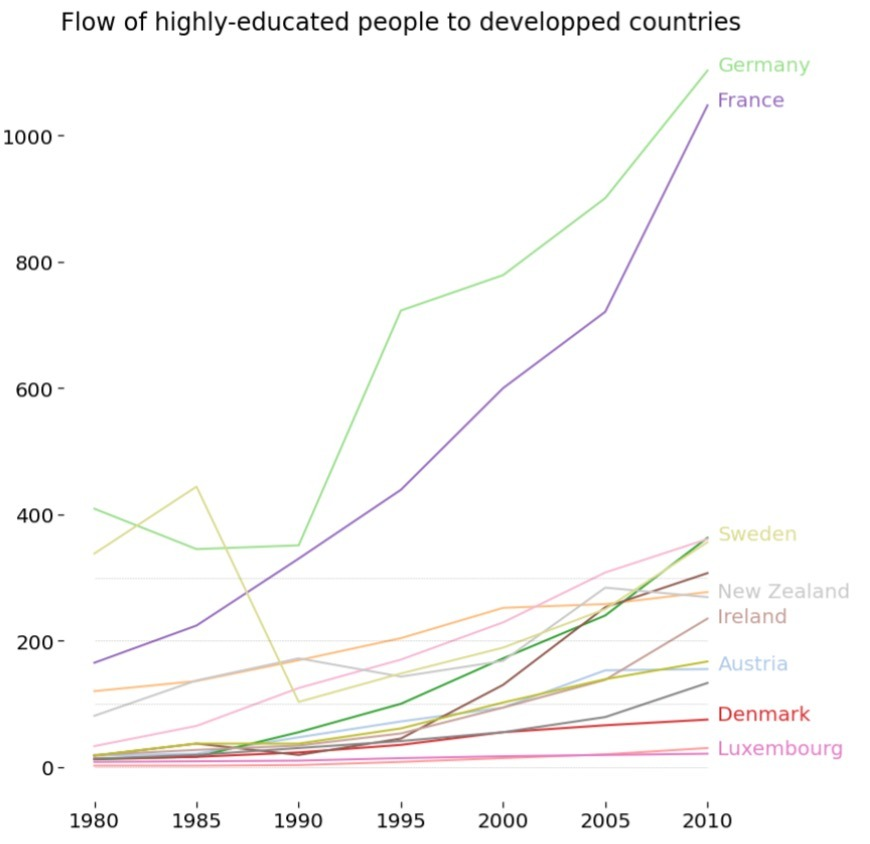 Flow of highly-educated people to developped countries
Germany
France
1000
800
600
400
Sweden
New Zealand
Ireland
200
Austria
Denmark
Luxembourg
0
1980 1985 1990 1995 2000 2005 2010